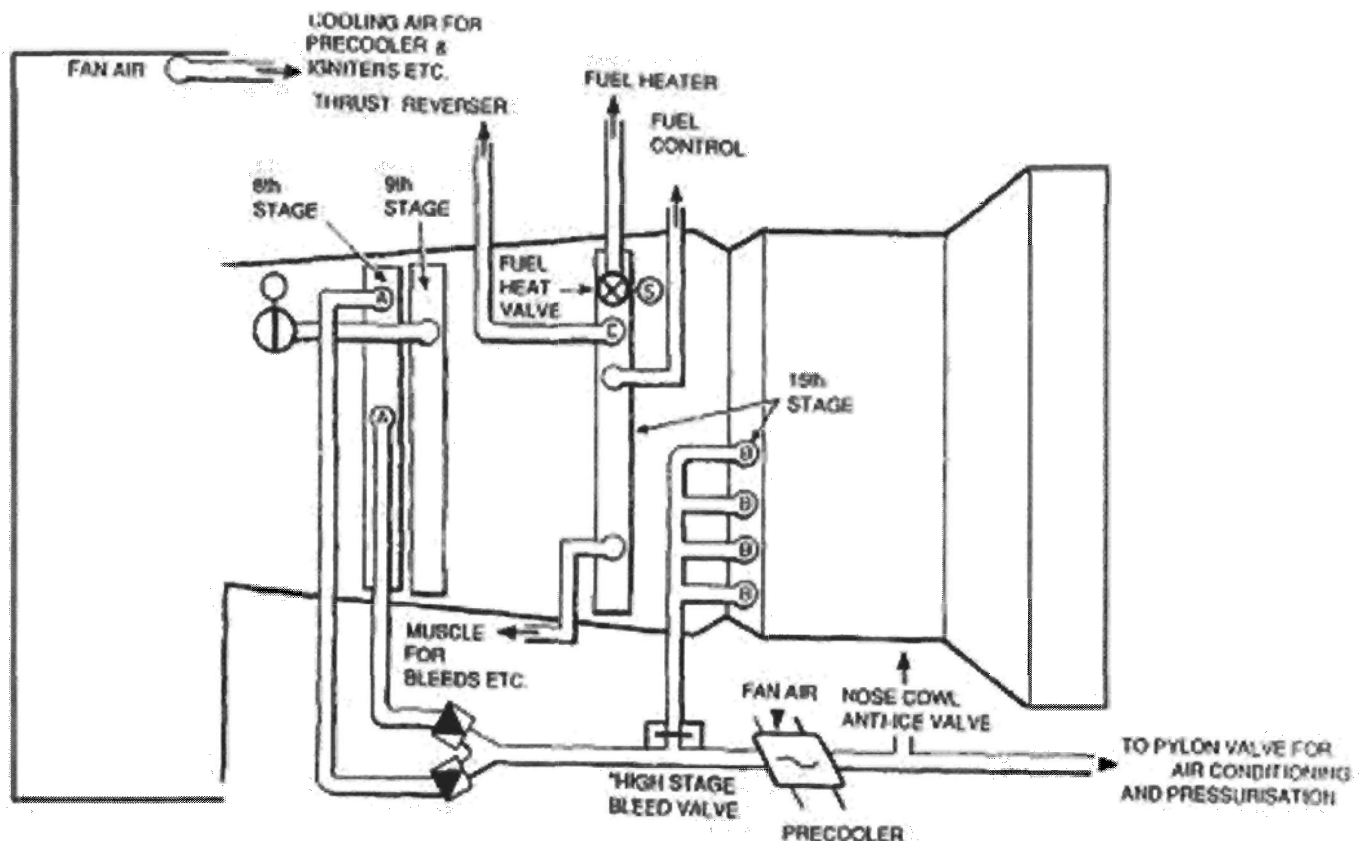 COOLING AIR FOR
PRECOOLER &
IGNITERS ETC.
FAN AIR
THRUST REVERSER
FUEL HEATER
FUEL
CONTROL
8th
STAGE
9th
STAGE
FUEL
HEAT
VALVE
S
A
C
15th
STAGE
A
B
B
B
B
MUSCLE
FOR
BLEEDS ETC.
FAN AIR
NOSE COWL
ANTI-ICE VALVE
"HIGH STAGE
BLEED VALVE
PRECOOLER
TO PYLON VALVE FOR
AIR CONDITIONING
AND PRESSURISATION